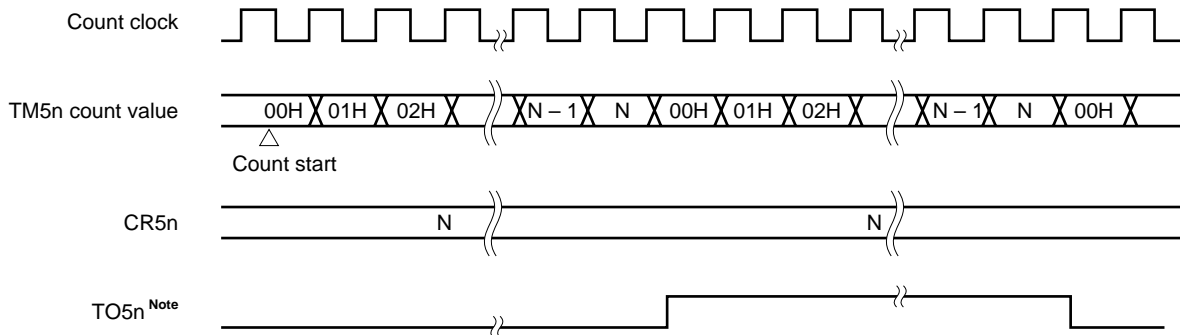 Count clock
TM5n count value 00H 01H 02H N – 1 N 00H 01H 02H N – 1 N 00H
Count start
CR5n N N
TO5n Note